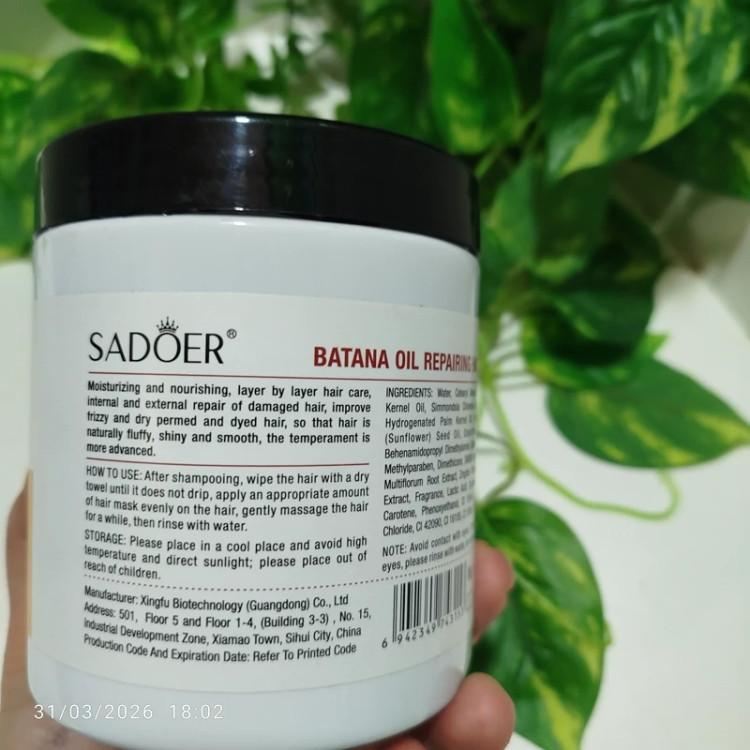 SADOER®
BATANA OIL REPAIRING
Moisturizing and nourishing, layer by layer hair care,
internal and external repair of damaged hair, improve
frizzy and dry permed and dyed hair, so that hair is
naturally fluffy, shiny and smooth, the temperament is
more advanced.
HOW TO USE: After shampooing, wipe the hair with a dry
towel until it does not drip, apply an appropriate amount
of hair mask evenly on the hair, gently massage the hair
for a while, then rinse with water.
STORAGE: Please place in a cool place and avoid high
temperature and direct sunlight; please place out of
reach of children.
Manufacturer: Xingfu Biotechnology (Guangdong) Co., Ltd
Address: 501, Floor 5 and Floor 1-4, (Building 3-3) , No. 15,
Industrial Development Zone, Xiamao Town, Sihui City, China
Production Code And Expiration Date: Refer To Printed Code
INGREDIENTS: Water,
Kernel Oil,
Hydrogenated Palm Kernel
(Sunflower) Seed Oil,
Behenamidopropyl
Methylparaben, Dimethicone,
Multiflorum Root Extract,
Extract, Fragrance, Lactic
Carotene, Phenoxyethanol,
Chloride, CI 42090, CI
NOTE: Avoid contact with
eyes, please rinse with
6 942349
31/03/2026 18:02